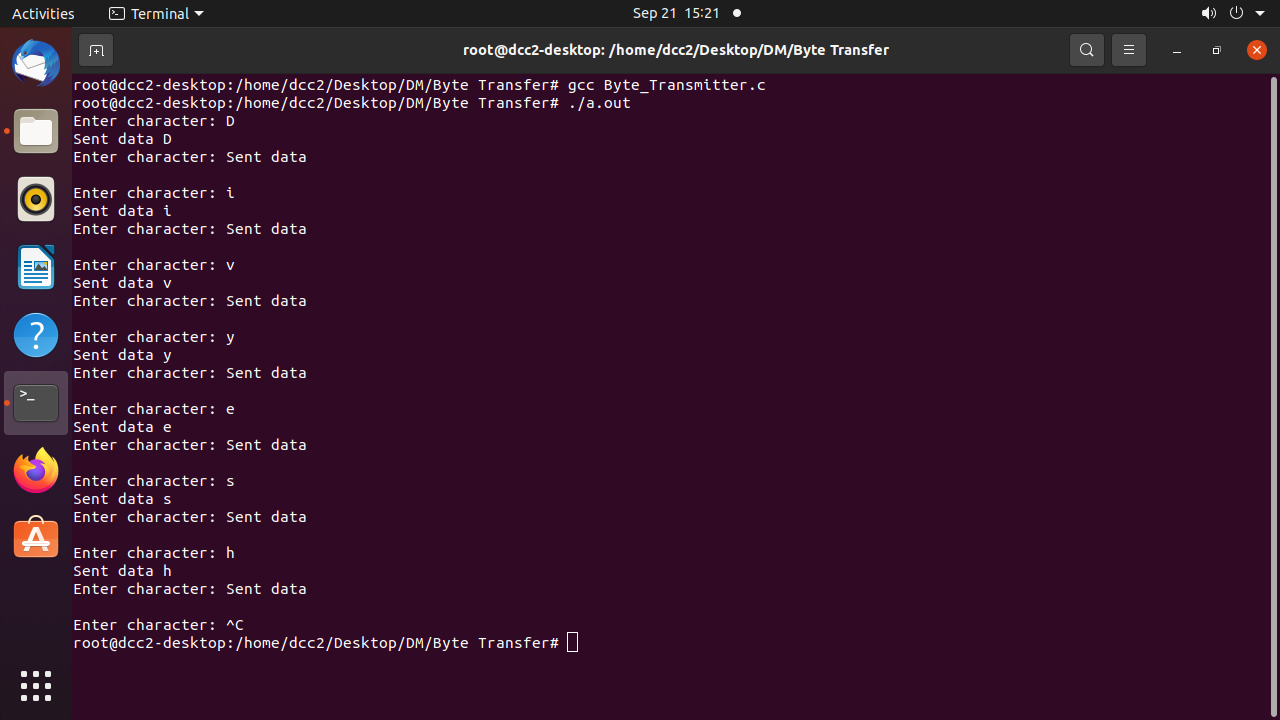 Activities
Terminal
Sep 21 15:21
root@dcc2-desktop: /home/dcc2/Desktop/DM/Byte Transfer
root@dcc2-desktop:/home/dcc2/Desktop/DM/Byte Transfer# gcc Byte_Transmitter.c
root@dcc2-desktop:/home/dcc2/Desktop/DM/Byte Transfer# ./a.out
Enter character: D
Sent data D
Enter character: Sent data
Enter character: i
Sent data i
Enter character: Sent data
Enter character: v
Sent data v
Enter character: Sent data
Enter character: y
Sent data y
Enter character: Sent data
Enter character: e
Sent data e
Enter character: Sent data
Enter character: s
Sent data s
Enter character: Sent data
Enter character: h
Sent data h
Enter character: Sent data
Enter character: ^C
root@dcc2-desktop:/home/dcc2/Desktop/DM/Byte Transfer#